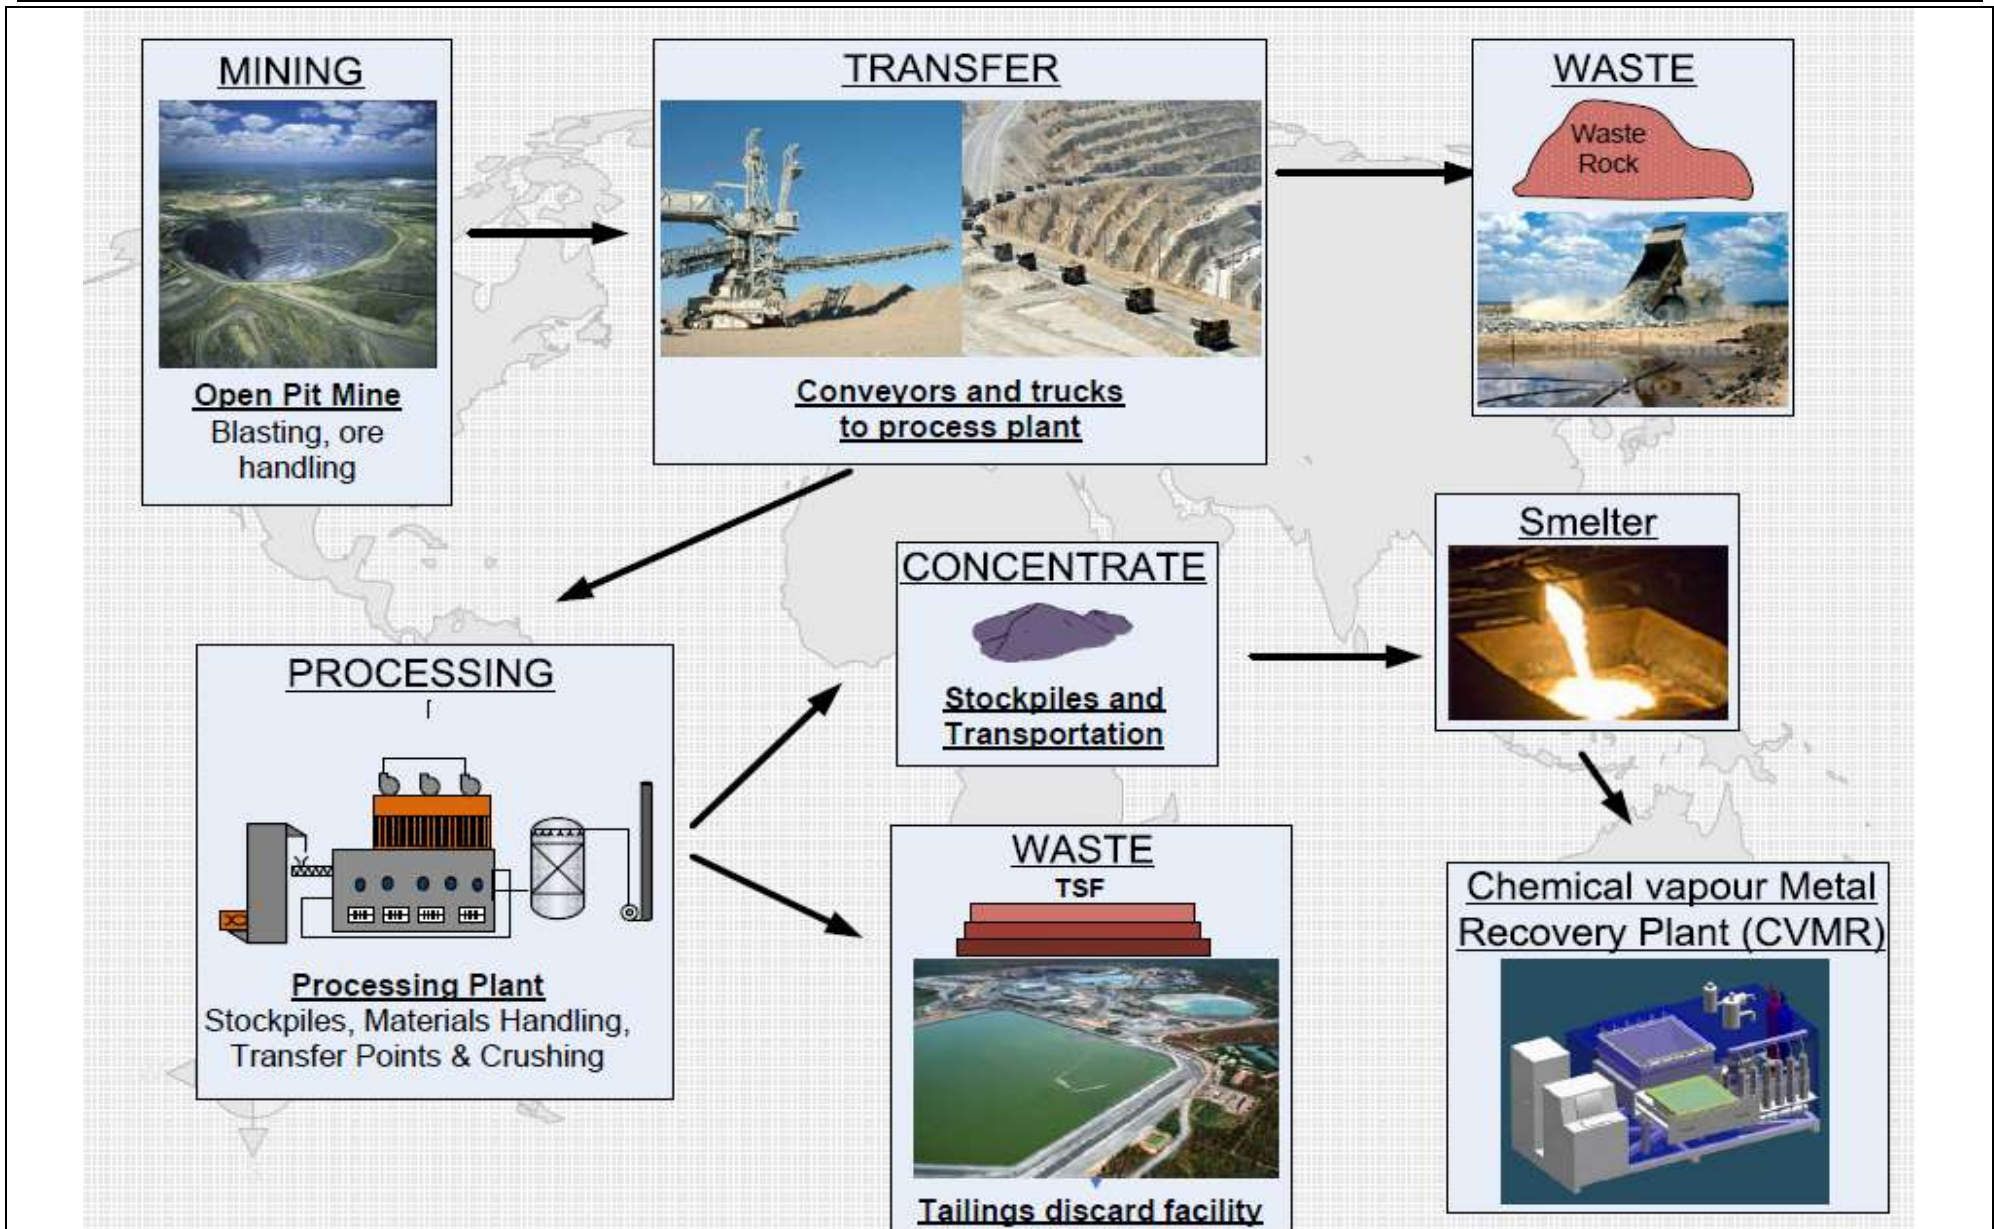 MINING
Open Pit Mine
Blasting, ore
handling
TRANSFER
Conveyors and trucks
to process plant
WASTE
Waste
Rock
PROCESSING
Processing Plant
Stockpiles, Materials Handling,
Transfer Points & Crushing
CONCENTRATE
Stockpiles and
Transportation
Smelter
WASTE
TSF
Tailings discard facility
Chemical vapour Metal
Recovery Plant (CVMR)